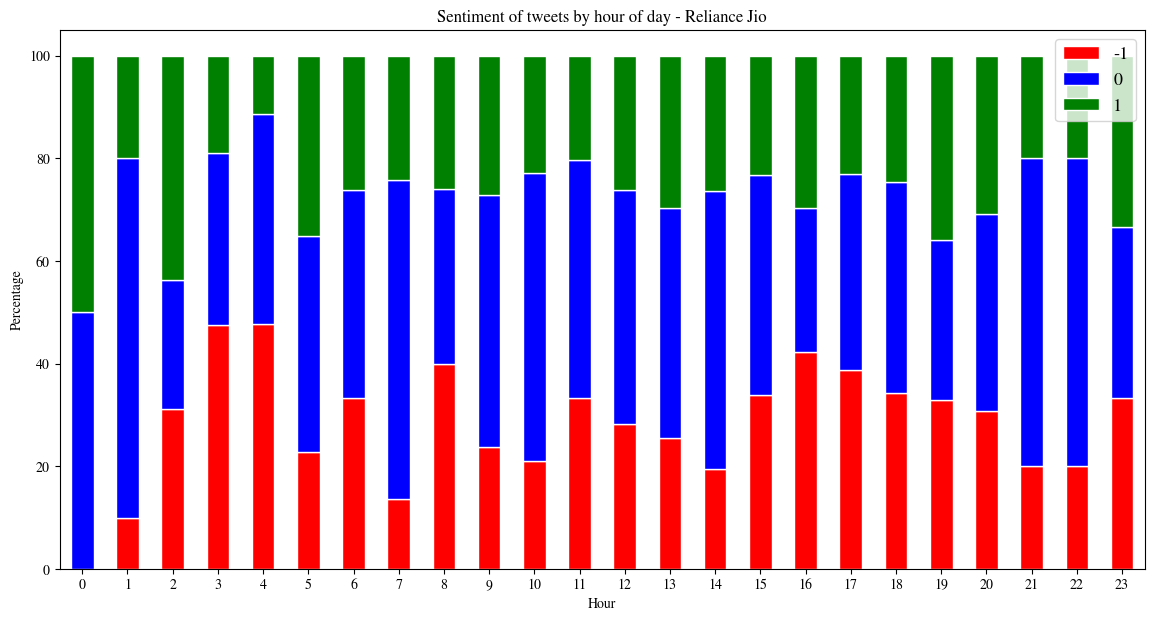 Sentiment of tweets by hour of day - Reliance Jio
100
80
60
40
20
0
Percentage
-1
0
1
0 1 2 3 4 5 6 7 8 9 10 11 12 13 14 15 16 17 18 19 20 21 22 23
Hour